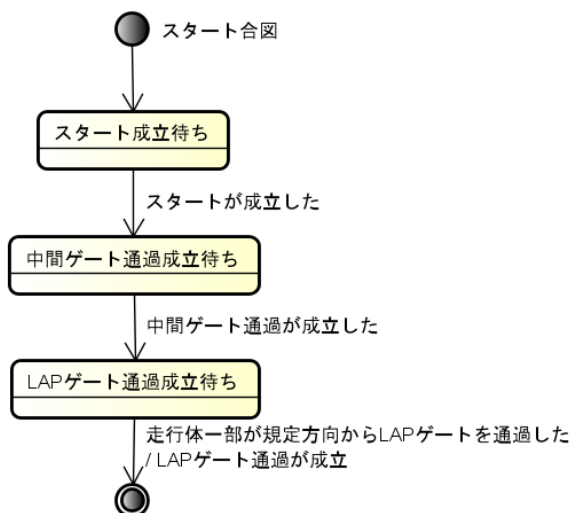 スタート合図
スタート成立待ち
スタートが成立した
中間ゲート通過成立待ち
中間ゲート通過が成立した
LAPゲート通過成立待ち
走行体一部が規定方向からLAPゲートを通過した
/ LAPゲート通過が成立